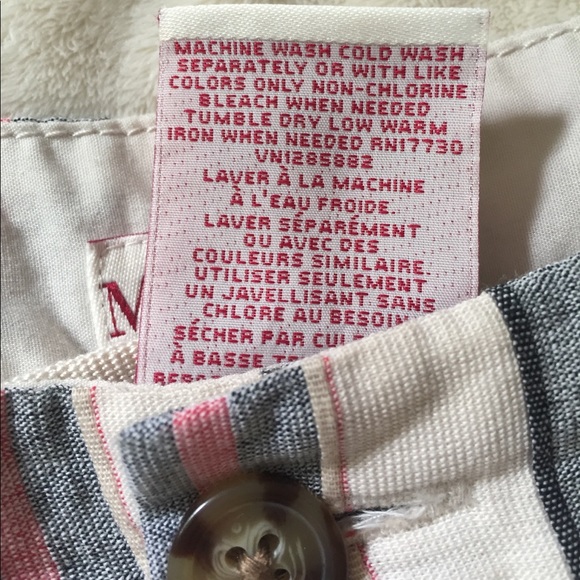 MACHINE WASH COLD WASH
SEPARATELY OR WITH LIKE
COLORS ONLY NON-CHLORINE
BLEACH WHEN NEEDED
TUMBLE DRY LOW WARM
IRON WHEN NEEDED RN17730
VN1285882
LAVER À LA MACHINE
À L'EAU FROIDE.
LAVER SÉPARÉMENT
OU AVEC DES
COULEURS SIMILAIRE
UTILISER SEULEMENT
UN JAVELLISANT SANS
CHLORE AU BESOIN
SÉCHER PAR CUL
À BASSE
M